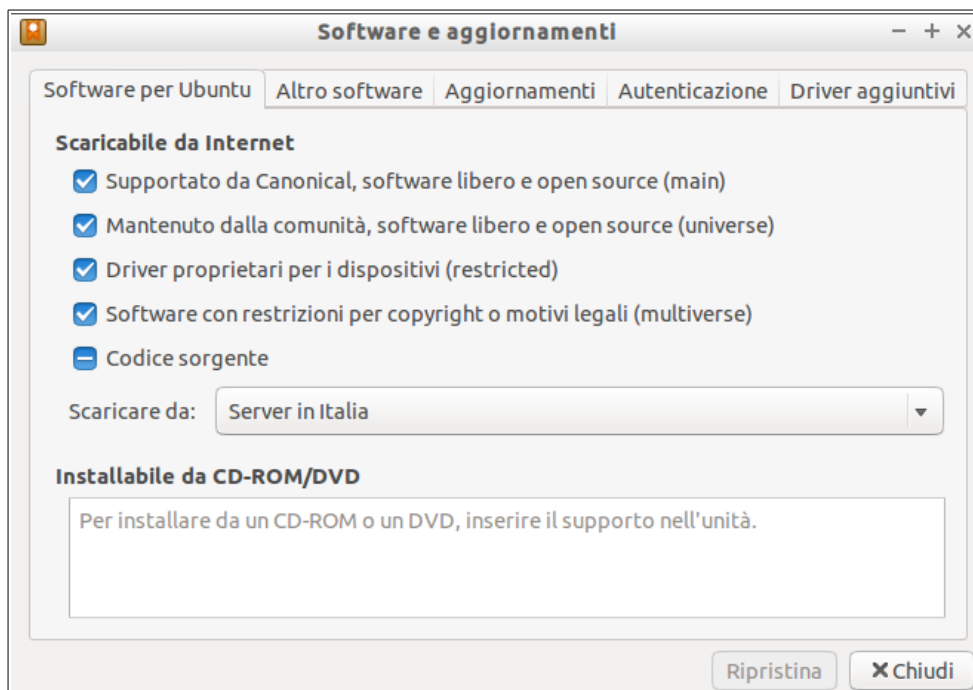 Software e aggiornamenti
Software per Ubuntu Altro software Aggiornamenti Autenticazione Driver aggiuntivi
Scaricabile da Internet
Supportato da Canonical, software libero e open source (main)
Mantenuto dalla comunità, software libero e open source (universe)
Driver proprietari per i dispositivi (restricted)
Software con restrizioni per copyright o motivi legali (multiverse)
Codice sorgente
Scaricare da: Server in Italia
Installabile da CD-ROM/DVD
Per installare da un CD-ROM o un DVD, inserire il supporto nell'unità.
Ripristina Chiudi